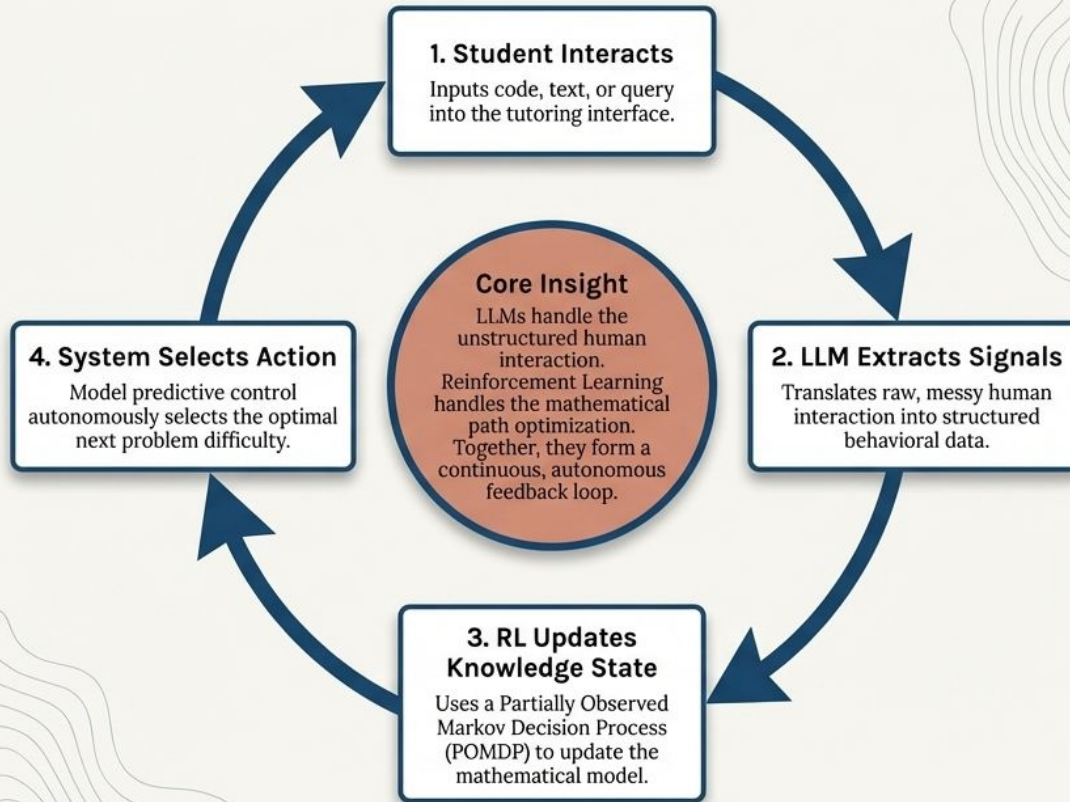 1. Student Interacts
Inputs code, text, or query
into the tutoring interface.
2. LLM Extracts Signals
Translates raw, messy human
interaction into structured
behavioral data.
3. RL Updates
Knowledge State
Uses a Partially Observed
Markov Decision Process
(POMDP) to update the
mathematical model.
4. System Selects Action
Model predictive control
autonomously selects the optimal
next problem difficulty.
Core Insight
LLMs handle the
unstructured human
interaction.
Reinforcement Learning
handles the mathematical
path optimization.
Together, they form a
continuous, autonomous
feedback loop.